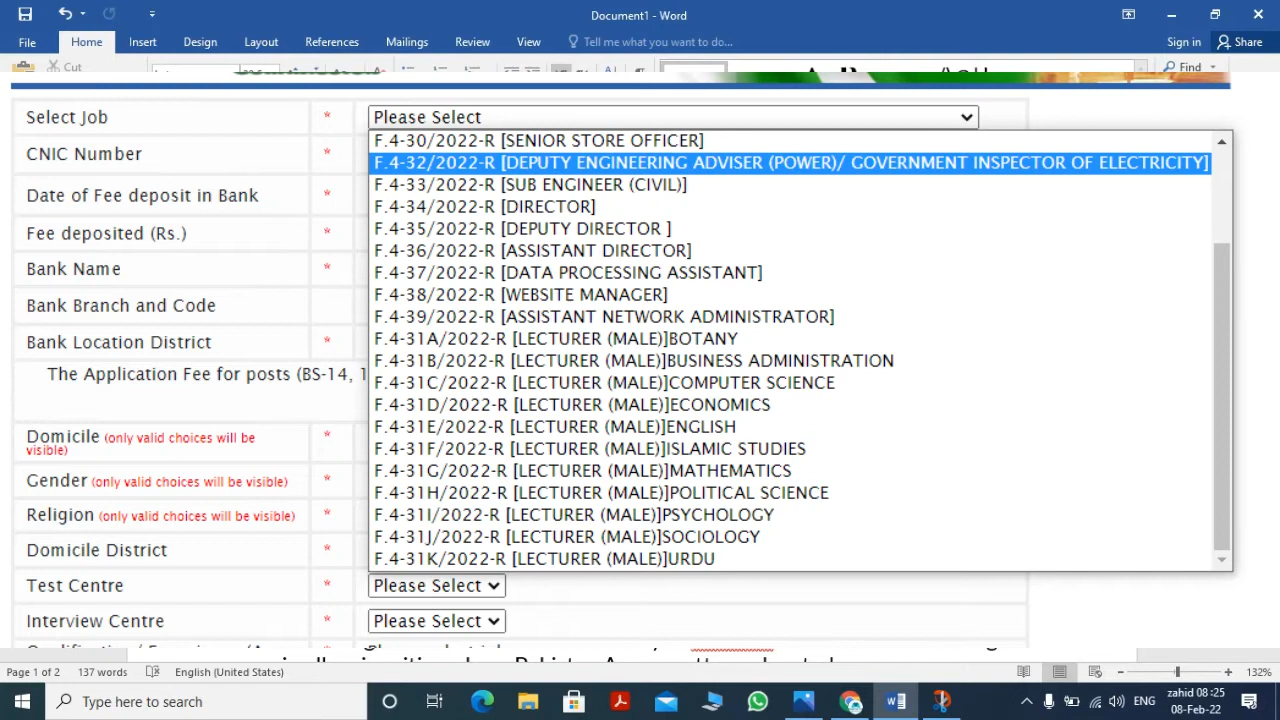 Document1 - Word
File Home Insert Design Layout References Mailings Review View Tell me what you want to do... Sign in Share
Cut Find
Select Job * Please Select
F.4-30/2022-R [SENIOR STORE OFFICER]
CNIC Number *
F.4-32/2022-R [DEPUTY ENGINEERING ADVISER (POWER)/ GOVERNMENT INSPECTOR OF ELECTRICITY]
F.4-33/2022-R [SUB ENGINEER (CIVIL)]
Date of Fee deposit in Bank *
F.4-34/2022-R [DIRECTOR]
Fee deposited (Rs.) *
F.4-35/2022-R [DEPUTY DIRECTOR ]
F.4-36/2022-R [ASSISTANT DIRECTOR]
Bank Name *
F.4-37/2022-R [DATA PROCESSING ASSISTANT]
F.4-38/2022-R [WEBSITE MANAGER]
Bank Branch and Code
F.4-39/2022-R [ASSISTANT NETWORK ADMINISTRATOR]
Bank Location District *
F.4-31A/2022-R [LECTURER (MALE)]BOTANY
F.4-31B/2022-R [LECTURER (MALE)]BUSINESS ADMINISTRATION
The Application Fee for posts (BS-14, 1
F.4-31C/2022-R [LECTURER (MALE)]COMPUTER SCIENCE
F.4-31D/2022-R [LECTURER (MALE)]ECONOMICS
F.4-31E/2022-R [LECTURER (MALE)]ENGLISH
Domicile (only valid choices will be
visible) *
F.4-31F/2022-R [LECTURER (MALE)]ISLAMIC STUDIES
F.4-31G/2022-R [LECTURER (MALE)]MATHEMATICS
Gender (only valid choices will be visible) *
F.4-31H/2022-R [LECTURER (MALE)]POLITICAL SCIENCE
Religion (only valid choices will be visible) *
F.4-31I/2022-R [LECTURER (MALE)]PSYCHOLOGY
F.4-31J/2022-R [LECTURER (MALE)]SOCIOLOGY
Domicile District *
F.4-31K/2022-R [LECTURER (MALE)]URDU
Test Centre * Please Select
Interview Centre * Please Select
Page 1 of 2 137 words English (United States) 132%
Type here to search ENG zahid 08:25
08-Feb-22